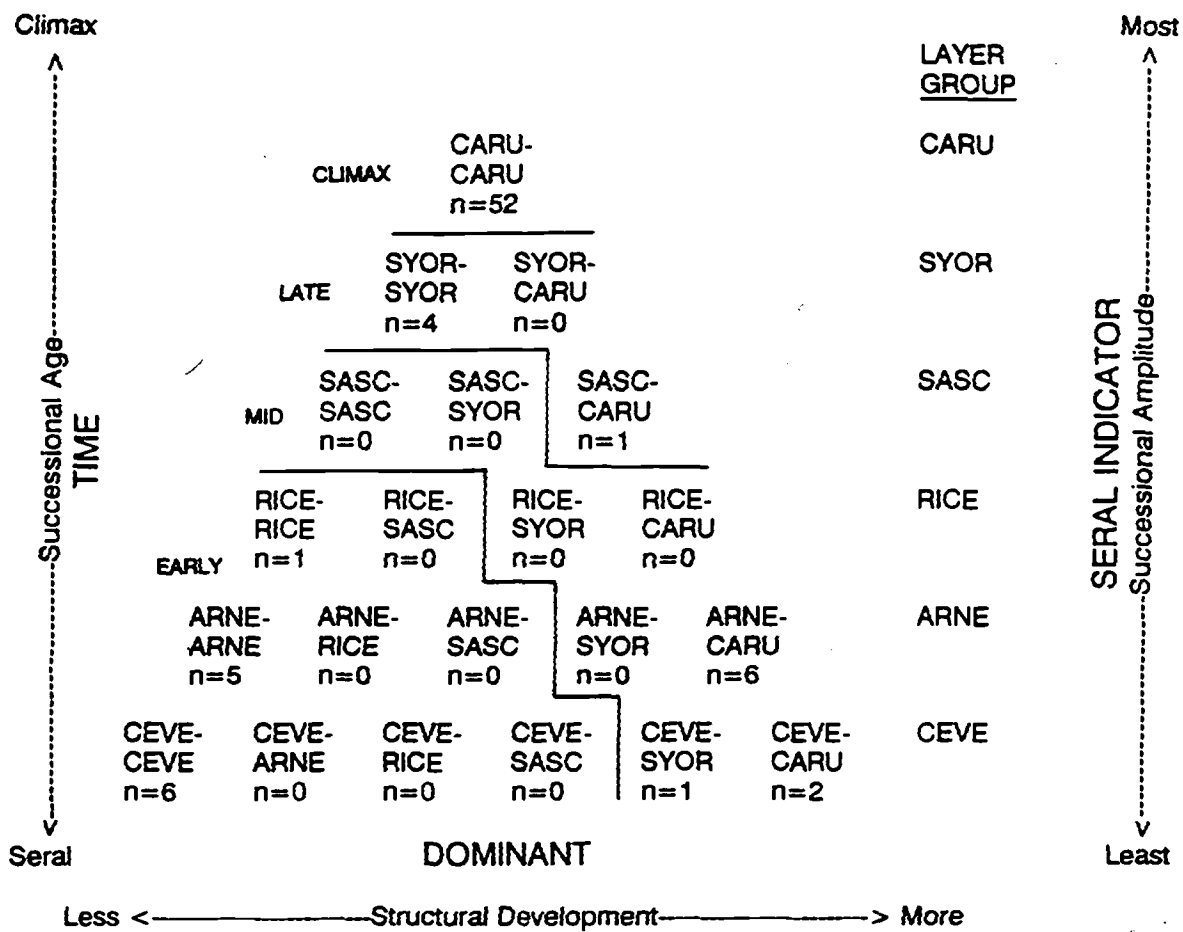 Climax
Most
LAYER
GROUP
CARU- CARU
CLIMAX CARU
n=52
SYOR- SYOR- SYOR
LATE SYOR CARU
n=4 n=0
SASC- SASC- SASC- SASC
MID SASC SYOR CARU
n=0 n=0 n=1
RICE- RICE- RICE- RICE- RICE
RICE SASC SYOR CARU
EARLY n=1 n=0 n=0 n=0
ARNE- ARNE- ARNE- ARNE- ARNE- ARNE
ARNE RICE SASC SYOR CARU
n=5 n=0 n=0 n=0 n=6
CEVE- CEVE- CEVE- CEVE- CEVE- CEVE- CEVE
CEVE ARNE RICE SASC SYOR CARU
n=6 n=0 n=0 n=0 n=1 n=2
Successional Age
TIME
SERAL INDICATOR
Successional Amplitude
Seral
DOMINANT
Least
Less <-----Structural Development-----> More